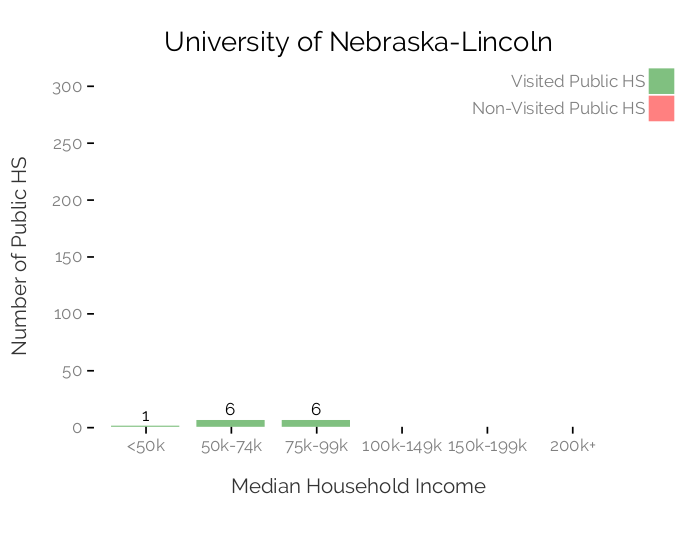 University of Nebraska-Lincoln
Visited Public HS
Non-Visited Public HS
Number of Public HS
300
250
200
150
100
50
0
1
6
6
<50k
50k-74k
75k-99k
100k-149k
150k-199k
200k+
Median Household Income